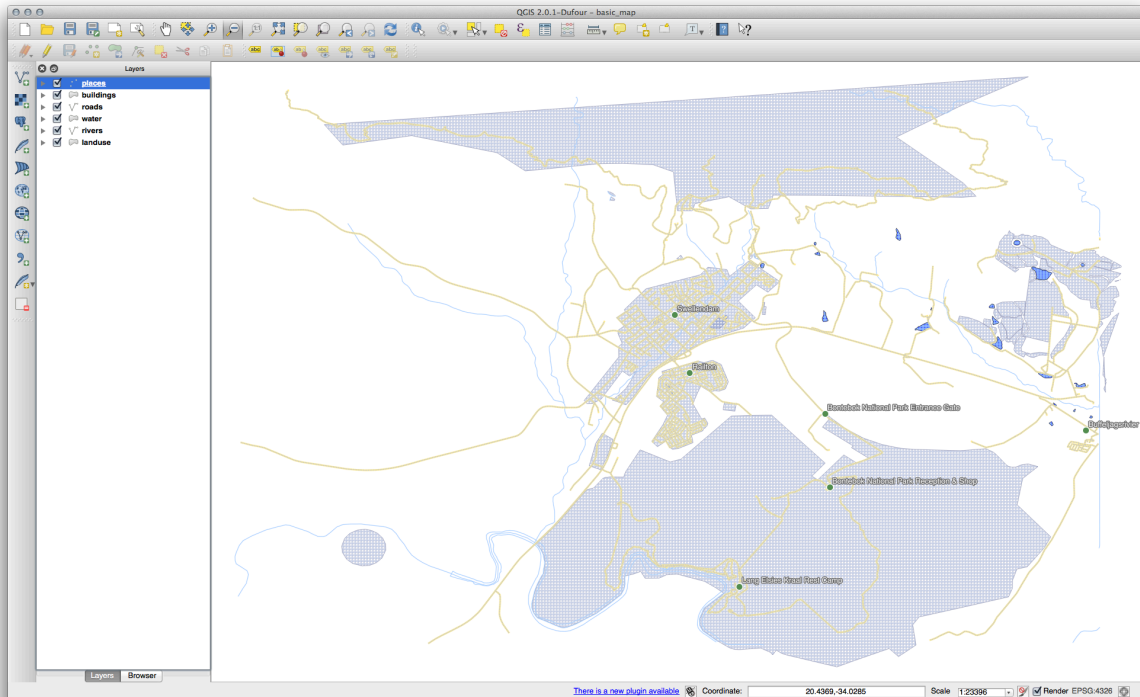 QGIS 2.0.1-Dufour - basic_map
Layers
places
buildings
roads
water
rivers
landuse
Swellendam
Railton
Bontebok National Park Entrance Gate
Buffeljagsrivier
Bontebok National Park Reception & Shop
Lang Elsies Kraal Rest Camp
Layers
Browser
There is a new plugin available
Coordinate:
20.4369,-34.0285
Scale
1:23396
Render
EPSG:4326